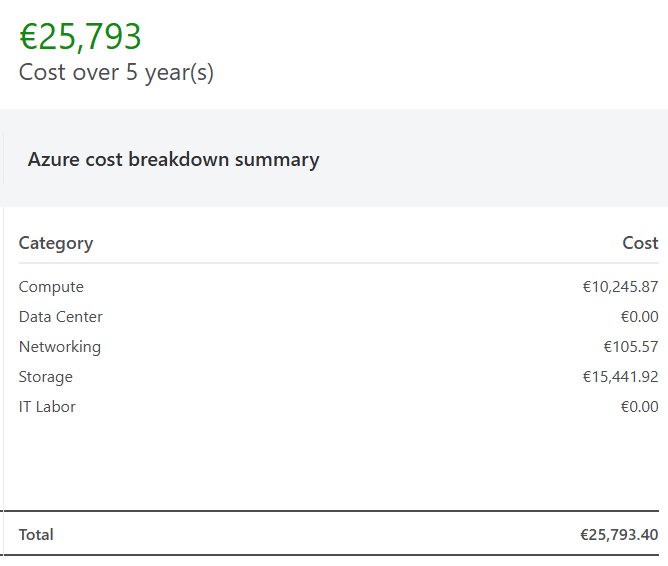 €25,793
Cost over 5 year(s)
Azure cost breakdown summary
Category Cost
Compute €10,245.87
Data Center €0.00
Networking €105.57
Storage €15,441.92
IT Labor €0.00
Total €25,793.40